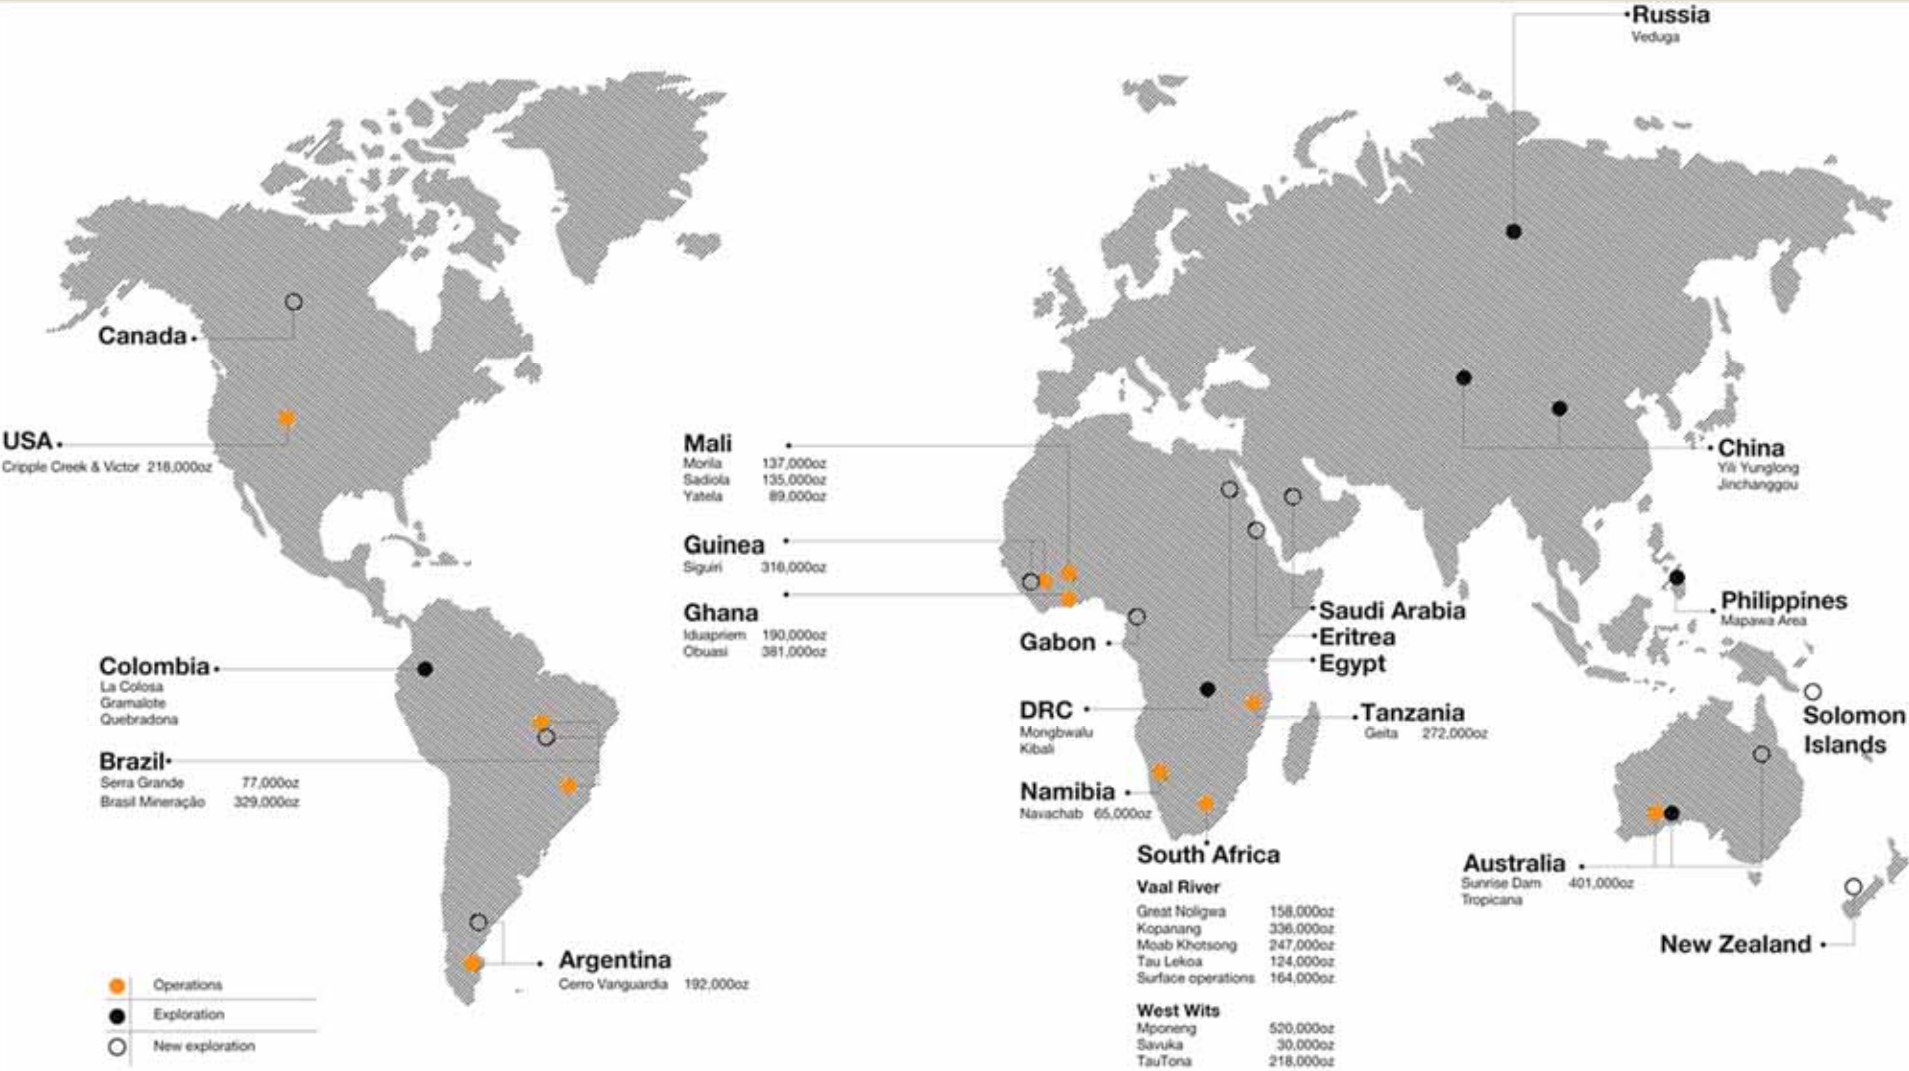 Russia
Veduga
Canada
USA
Cripple Creek & Victor 218,000oz
Mali
Morila 137,000oz
Sadiola 135,000oz
Yatela 89,000oz
Guinea
Siguiri 316,000oz
Ghana
Iduapriem 190,000oz
Obuasi 381,000oz
China
Yili Yunglong
Jinchanggou
Philippines
Mapawa Area
Saudi Arabia
Eritrea
Egypt
Gabon
Colombia
La Colosa
Gramalote
Quebradona
Brazil
Serra Grande 77,000oz
Brasil Mineração 329,000oz
DRC
Mongbwalu
Kibali
Tanzania
Geita 272,000oz
Solomon
Islands
Namibia
Navachab 65,000oz
South Africa
Vaal River
Great Noligwa 158,000oz
Kopanang 336,000oz
Moab Khotsong 247,000oz
Tau Lekoa 124,000oz
Surface operations 164,000oz
West Wits
Mponeng 520,000oz
Savuka 30,000oz
TauTona 218,000oz
Australia
Sunrise Dam 401,000oz
Tropicana
New Zealand
Argentina
Cerro Vanguardia 192,000oz
Operations
Exploration
New exploration